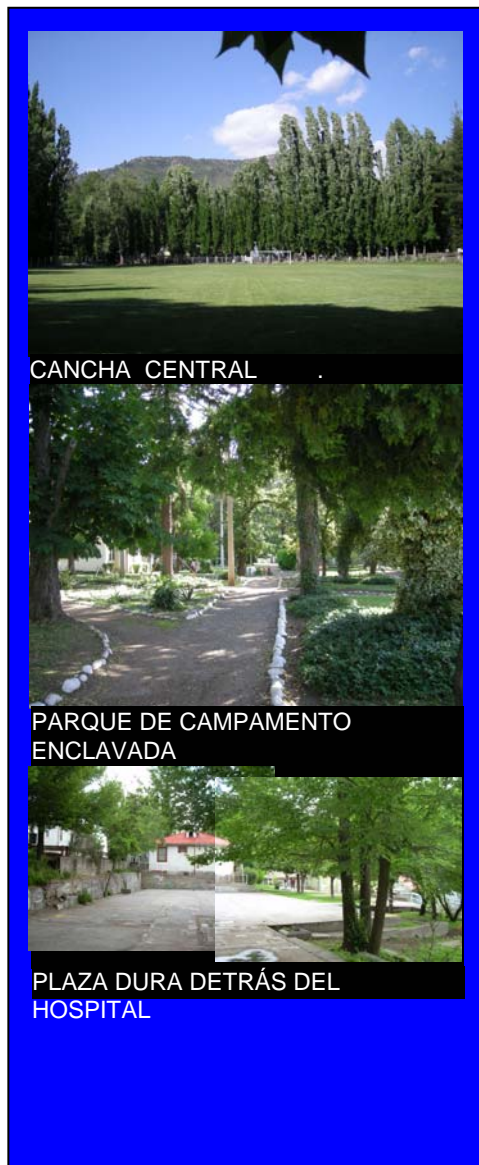 CANCHA CENTRAL .
PARQUE DE CAMPAMENTO
ENCLAVADA
PLAZA DURA DETRÁS DEL
HOSPITAL